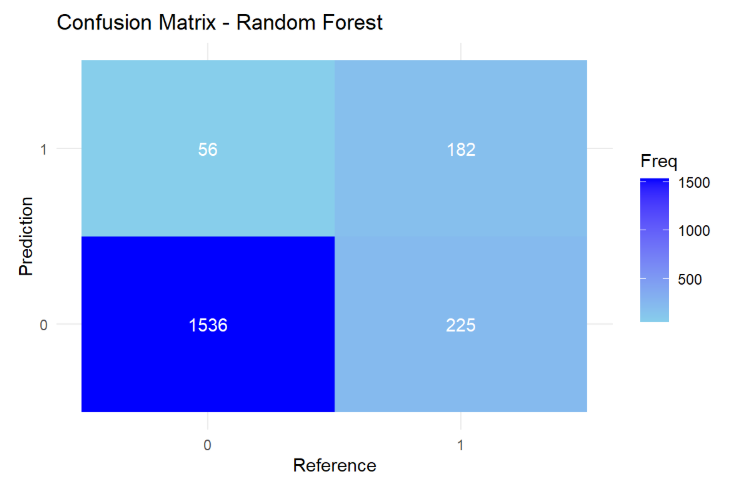 Confusion Matrix - Random Forest
Prediction
1
0
56
182
1536
225
0
1
Reference
Freq
1500
1000
500